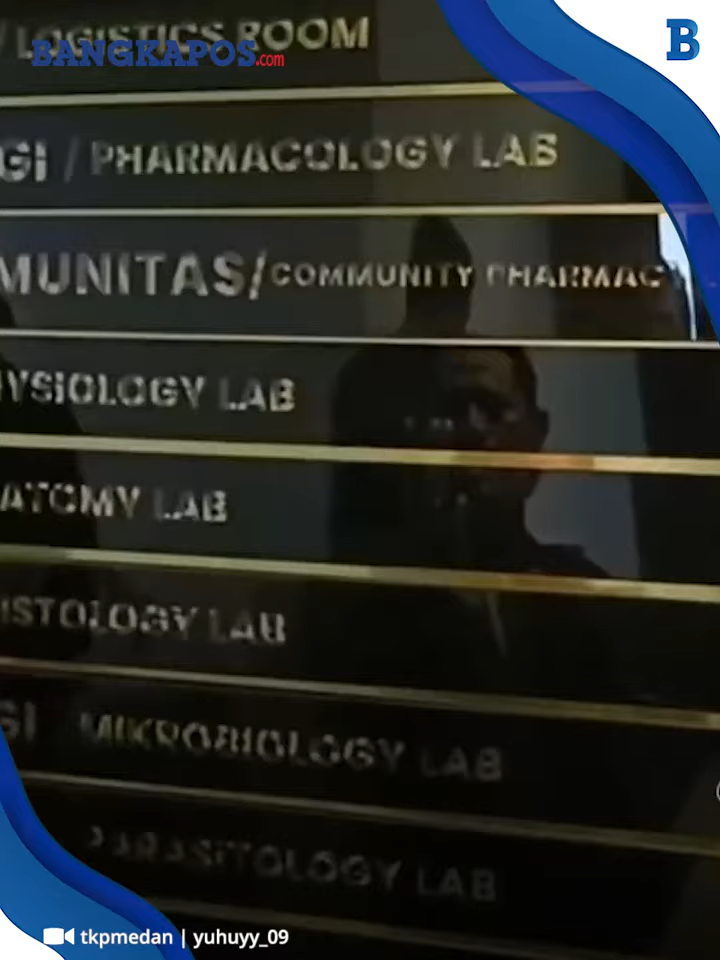 /LOGISTICS ROOM
BANGKAPOS.com
B
GI / PHARMACOLOGY LAB
MUNITAS/COMMUNITY PHARMAC
YSIOLOGY LAB
ATOMY LAB
ISTOLOGY LAB
GI MIKROBIOLOGY LAB
PARASITOLOGY LAB
tkpmedan | yuhuyy_09